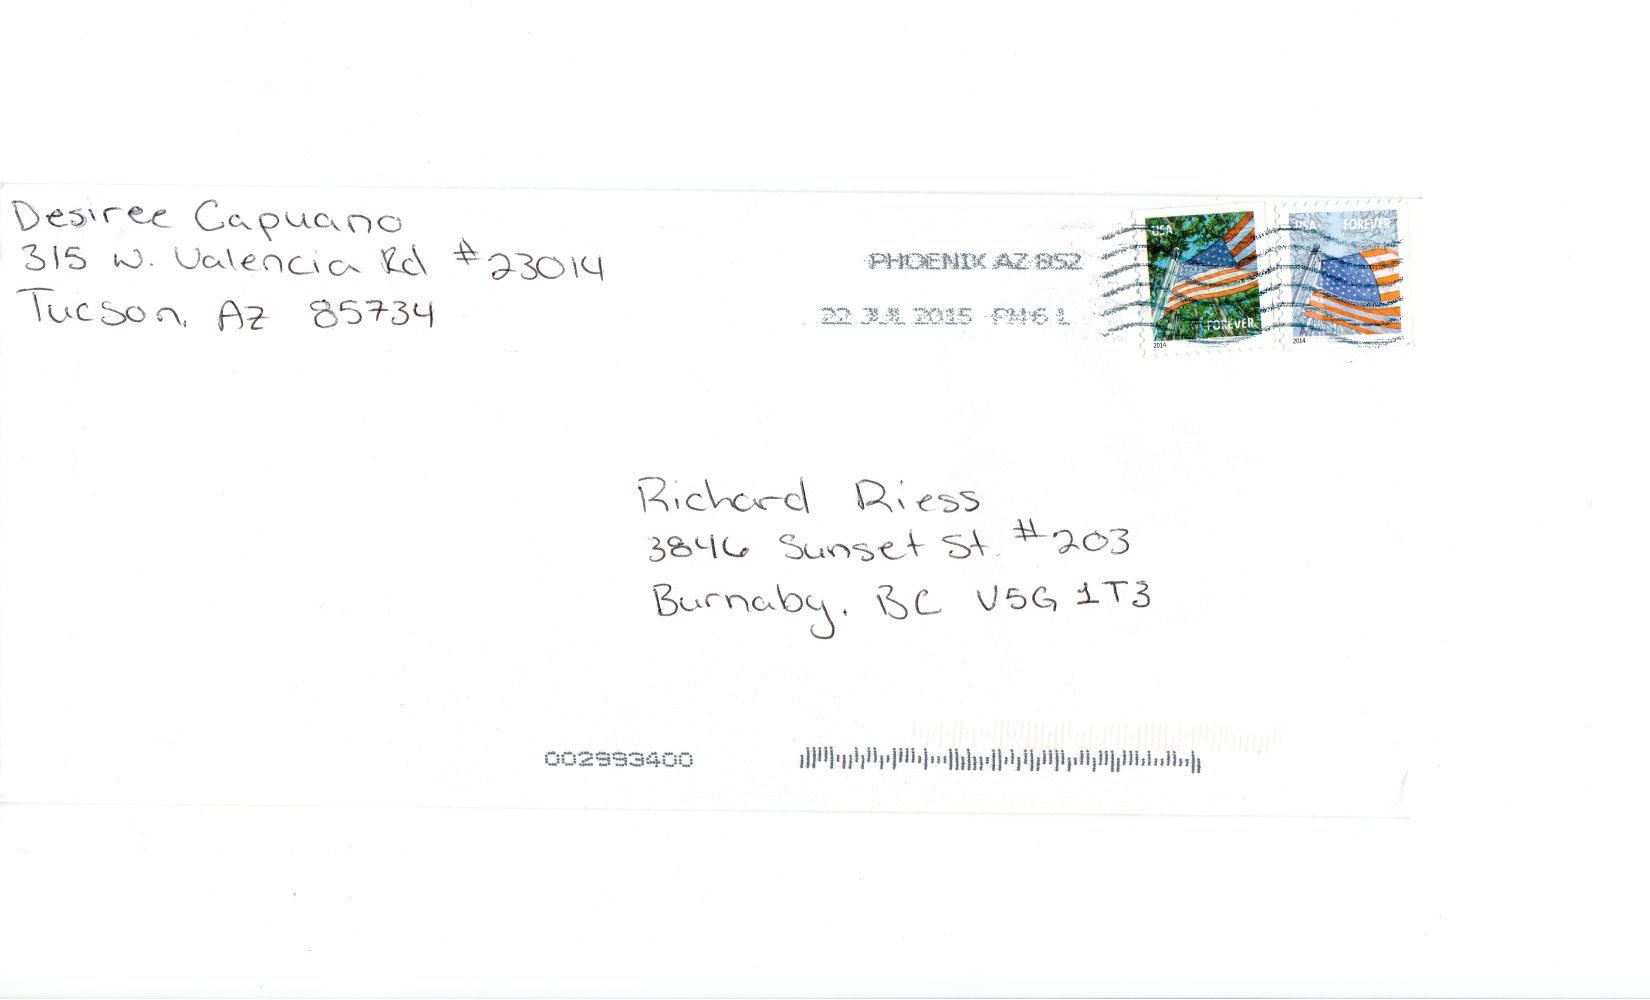 Desiree Capuano
315 W. Valencia Rd #23014
Tucson, AZ 85734
PHOENIX AZ 852
22 JUL 2015 PM 6 L
USA
FOREVER
2014
USA FOREVER
2014
Richard Riess
3846 Sunset St. #203
Burnaby, BC V5G 1T3
002993400